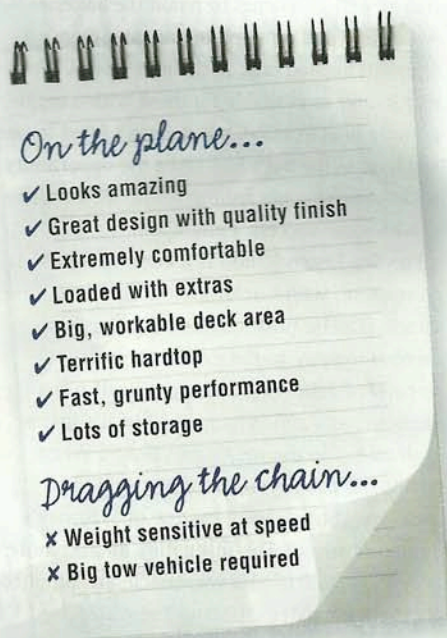 On the plane...
✔ Looks amazing
✔ Great design with quality finish
✔ Extremely comfortable
✔ Loaded with extras
✔ Big, workable deck area
✔ Terrific hardtop
✔ Fast, grunty performance
✔ Lots of storage
Dragging the chain...
✘ Weight sensitive at speed
✘ Big tow vehicle required